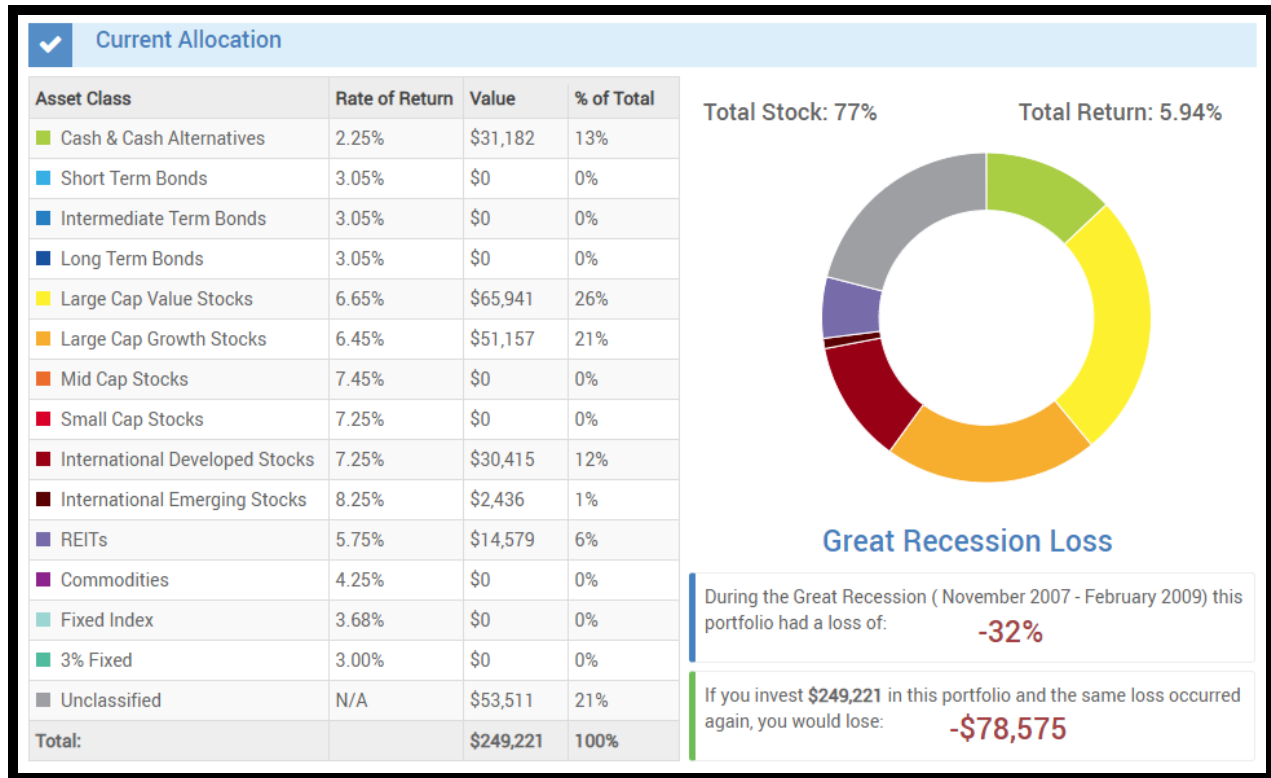 Current Allocation
Asset Class Rate of Return Value % of Total
Cash & Cash Alternatives 2.25% $31,182 13%
Short Term Bonds 3.05% $0 0%
Intermediate Term Bonds 3.05% $0 0%
Long Term Bonds 3.05% $0 0%
Large Cap Value Stocks 6.65% $65,941 26%
Large Cap Growth Stocks 6.45% $51,157 21%
Mid Cap Stocks 7.45% $0 0%
Small Cap Stocks 7.25% $0 0%
International Developed Stocks 7.25% $30,415 12%
International Emerging Stocks 8.25% $2,436 1%
REITs 5.75% $14,579 6%
Commodities 4.25% $0 0%
Fixed Index 3.68% $0 0%
3% Fixed 3.00% $0 0%
Unclassified N/A $53,511 21%
Total: $249,221 100%
Total Stock: 77% Total Return: 5.94%
Great Recession Loss
During the Great Recession ( November 2007 - February 2009) this
portfolio had a loss of: -32%
If you invest $249,221 in this portfolio and the same loss occurred
again, you would lose: -$78,575